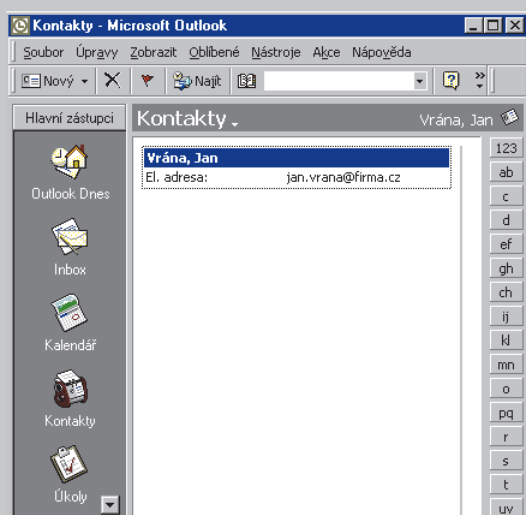 Kontakty - Microsoft Outlook
Soubor Úpravy Zobrazit Oblíbené Nástroje Akce Nápověda
Nový Najít
Hlavní zástupci
Kontakty
Vrána, Jan
Vrána, Jan
El. adresa: jan.vrana@firma.cz
Outlook Dnes
Inbox
Kalendář
Kontakty
Úkoly
123
ab
c
d
ef
gh
ch
ij
kl
mn
o
pq
r
s
t
uv